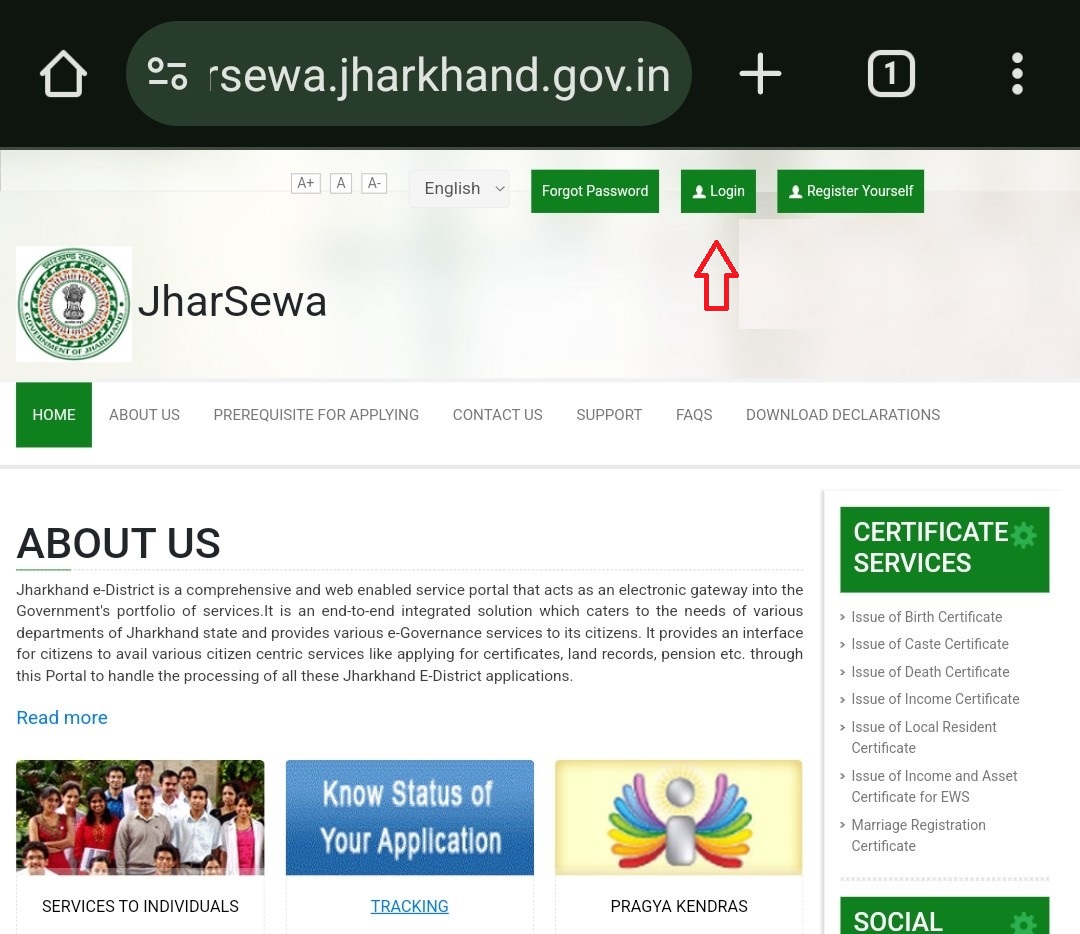 rsewa.jharkhand.gov.in
1
A+ A A- English Forgot Password Login Register Yourself
झारखण्ड सरकार
GOVERNMENT OF JHARKHAND
JharSewa
HOME ABOUT US PREREQUISITE FOR APPLYING CONTACT US SUPPORT FAQS DOWNLOAD DECLARATIONS
ABOUT US
Jharkhand e-District is a comprehensive and web enabled service portal that acts as an electronic gateway into the
Government's portfolio of services.It is an end-to-end integrated solution which caters to the needs of various
departments of Jharkhand state and provides various e-Governance services to its citizens. It provides an interface
for citizens to avail various citizen centric services like applying for certificates, land records, pension etc. through
this Portal to handle the processing of all these Jharkhand E-District applications.
Read more
Know Status of
Your Application
SERVICES TO INDIVIDUALS
TRACKING
PRAGYA KENDRAS
CERTIFICATE
SERVICES
Issue of Birth Certificate
Issue of Caste Certificate
Issue of Death Certificate
Issue of Income Certificate
Issue of Local Resident
Certificate
Issue of Income and Asset
Certificate for EWS
Marriage Registration
Certificate
SOCIAL